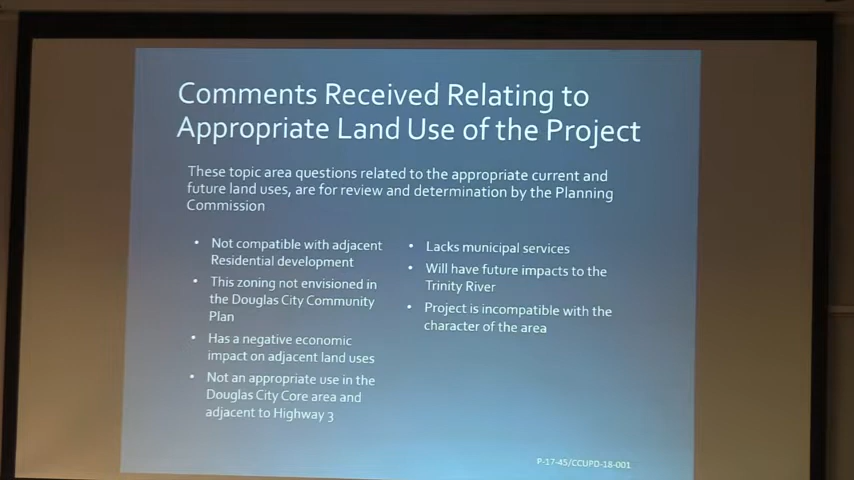 Comments Received Relating to
Appropriate Land Use of the Project
These topic area questions related to the appropriate current and
future land uses, are for review and determination by the Planning
Commission
• Not compatible with adjacent
Residential development
• This zoning not envisioned in
the Douglas City Community
Plan
• Has a negative economic
impact on adjacent land uses
• Not an appropriate use in the
Douglas City Core area and
adjacent to Highway 3
• Lacks municipal services
• Will have future impacts to the
Trinity River
• Project is incompatible with the
character of the area
P-17-45/CCUPD-18-001